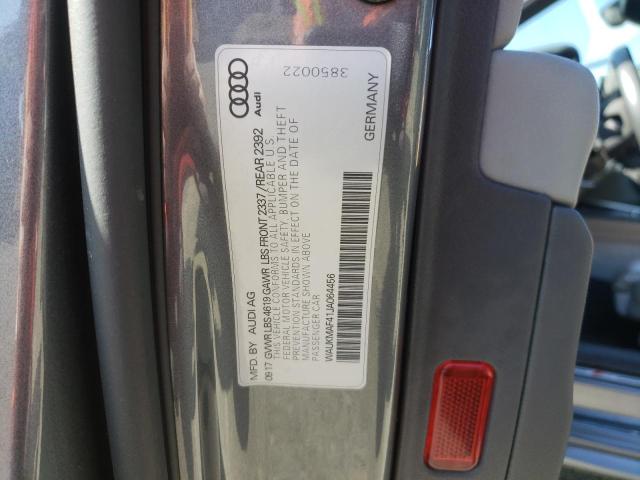 Audi
3850022
GERMANY
MFD. BY AUDI AG
09 17 GVWR LBS 4619 GAWR LBS FRONT 2337 / REAR 2392
THIS VEHICLE CONFORMS TO ALL APPLICABLE U.S.
FEDERAL MOTOR VEHICLE SAFETY, BUMPER AND THEFT
PREVENTION STANDARDS IN EFFECT ON THE DATE OF
MANUFACTURE SHOWN ABOVE
PASSENGER CAR
WAUKMAF41JA064456